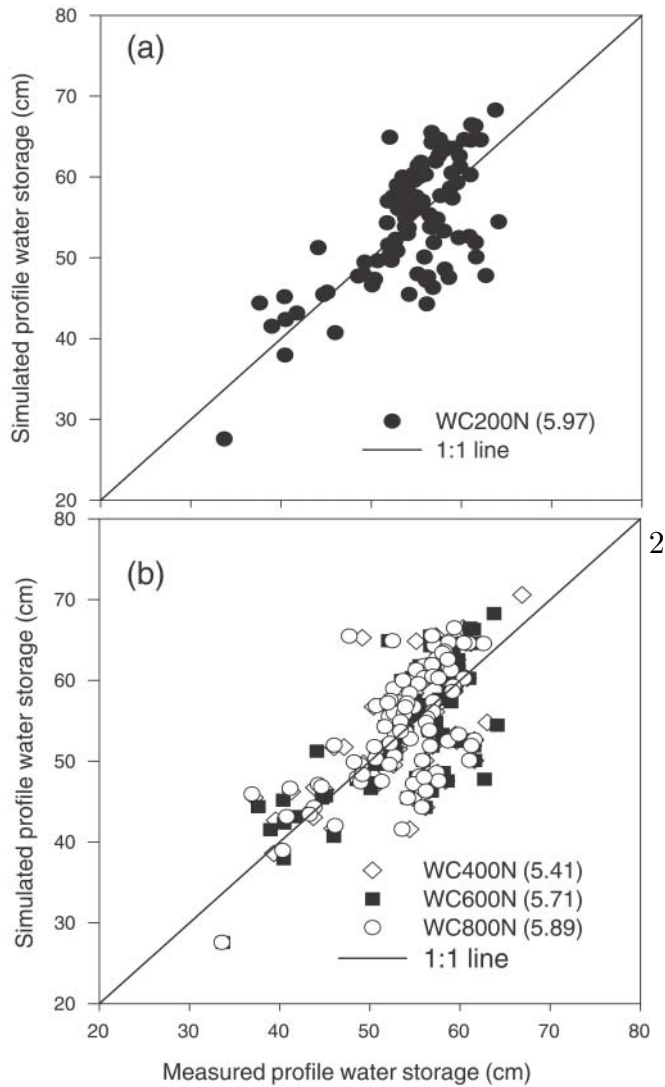 80
(a)
70
60
50
40
30
20
Simulated profile water storage (cm)
WC200N (5.97)
1:1 line
80
(b)
2
70
60
50
40
30
20
Simulated profile water storage (cm)
WC400N (5.41)
WC600N (5.71)
WC800N (5.89)
1:1 line
20 30 40 50 60 70 80
Measured profile water storage (cm)